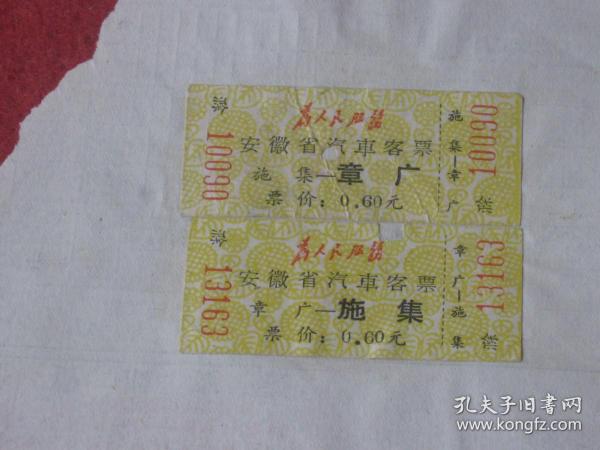 为人民服务
安徽省汽車客票
施集—章广
票价：0.60元
10090
施集—章广
10090
为人民服务
安徽省汽車客票
章广—施集
票价：0.60元
13163
章广—施集
13163
孔夫子旧书网
www.kongfz.com